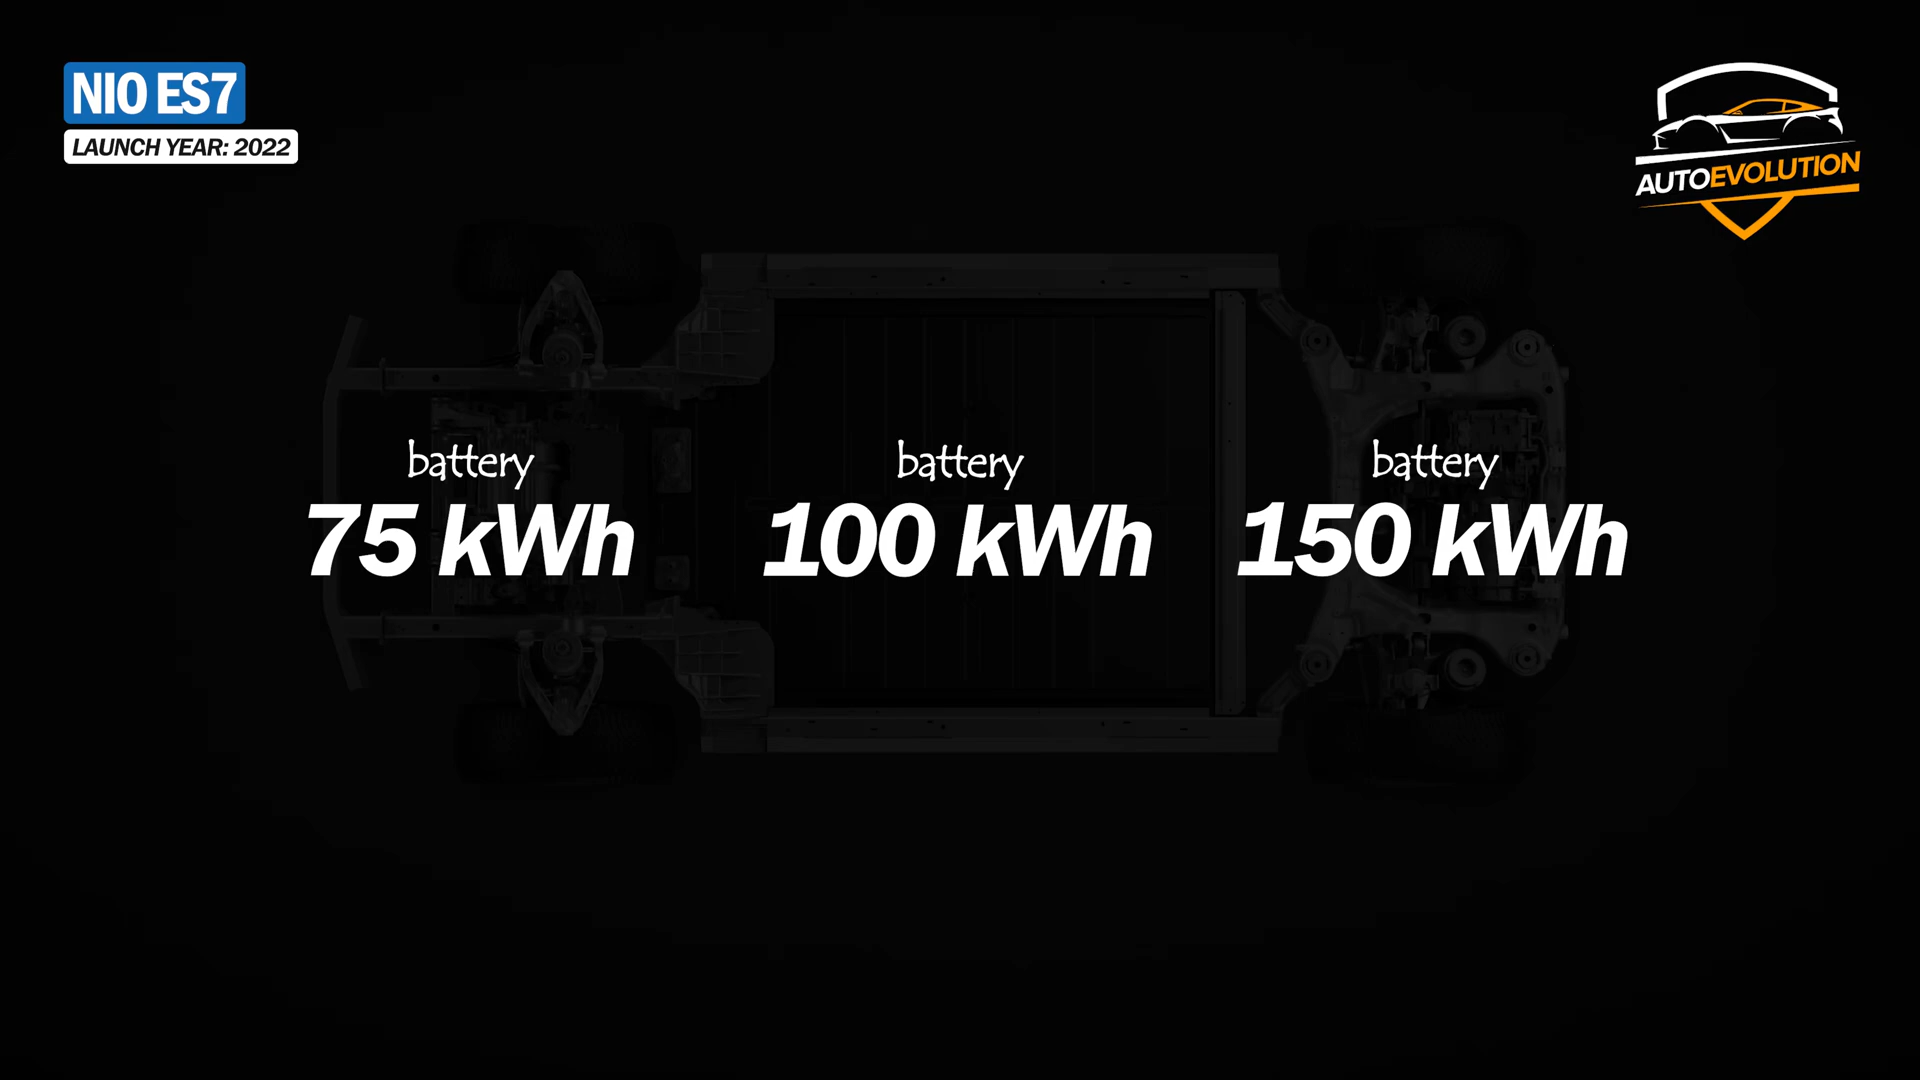 NIO ES7
LAUNCH YEAR: 2022
AUTOEVOLUTION
battery
75 kWh
battery
100 kWh
battery
150 kWh